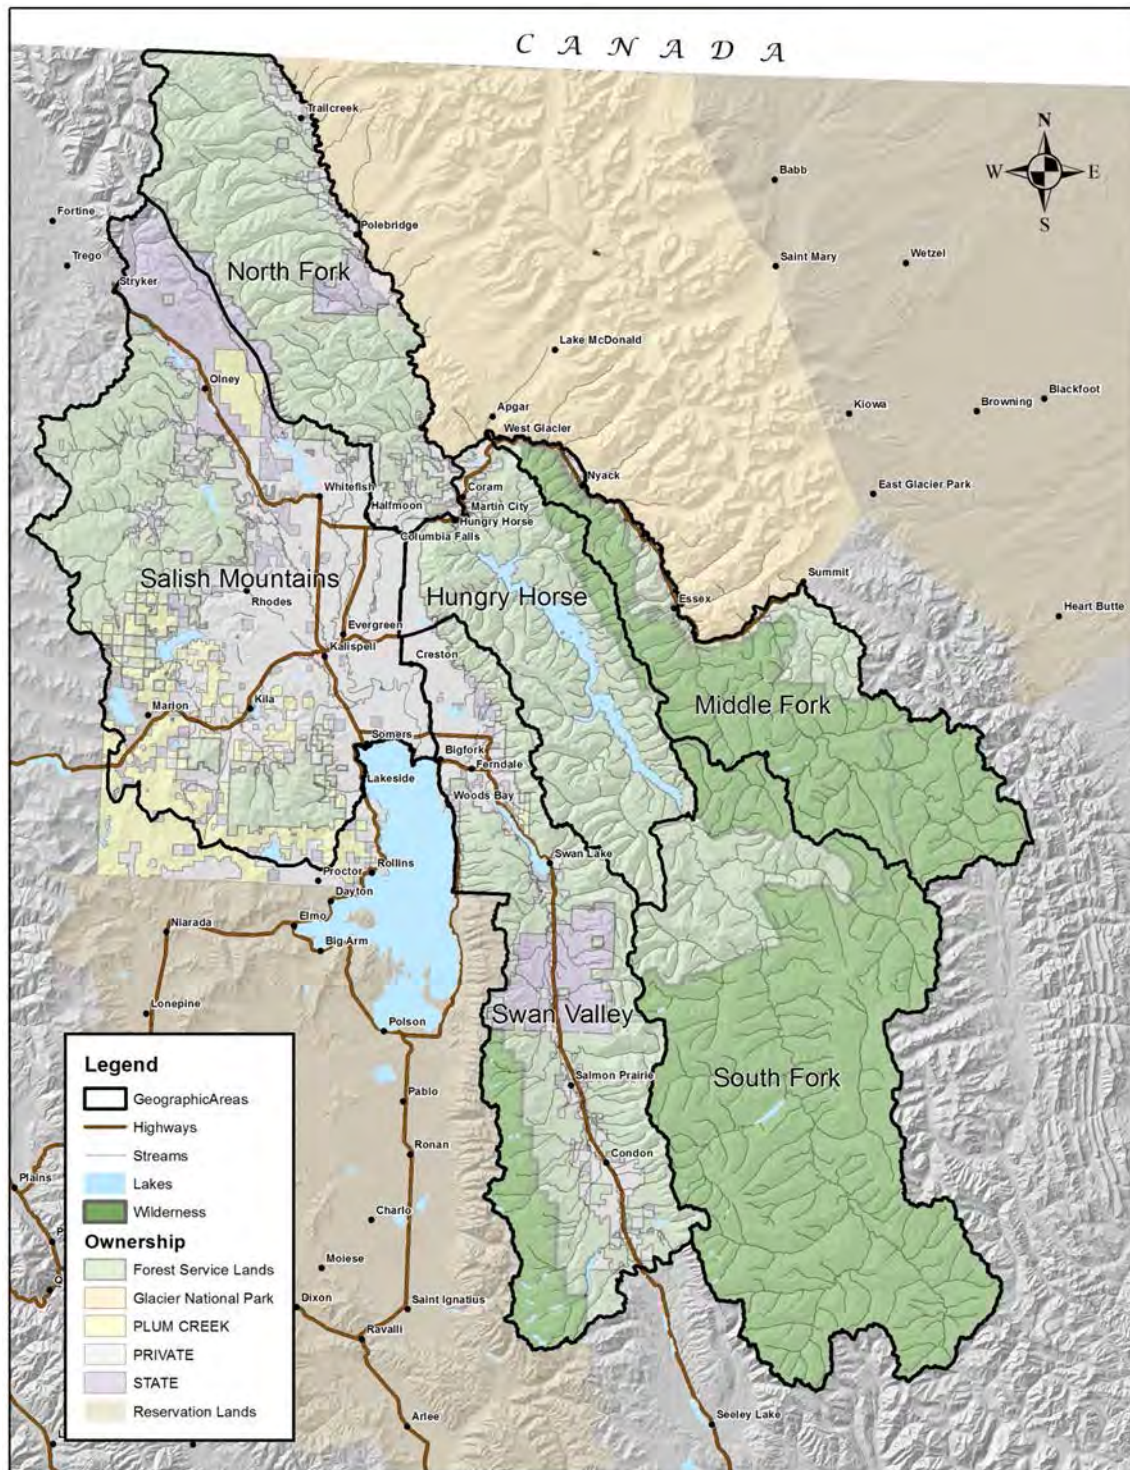 C A N A D A
N
W E
S
Trailcreek
Babb
Fortine
Polebridge
Trego
Saint Mary
Wetzel
North Fork
Stryker
Lake McDonald
Olney
Blackfoot
Browning
Kiowa
Apgar
West Glacier
Nyack
East Glacier Park
Whitefish
Coram
Halfmoon
Martin City
Hungry Horse
Columbia Falls
Summit
Salish Mountains
Rhodes
Hungry Horse
Essex
Heart Butte
Evergreen
Kalispell
Creston
Middle Fork
Kila
Marion
Somers
Bigfork
Ferndale
Lakeside
Woods Bay
Swan Lake
Rollins
Proctor
Dayton
Elmo
Niarada
Big Arm
Lonepine
Swan Valley
Polson
Salmon Prairie
South Fork
Pablo
Ronan
Condon
Plains
Charlo
Moiese
Dixon
Saint Ignatius
Ravalli
Arlee
Seeley Lake
Legend
GeographicAreas
Highways
Streams
Lakes
Wilderness
Ownership
Forest Service Lands
Glacier National Park
PLUM CREEK
PRIVATE
STATE
Reservation Lands